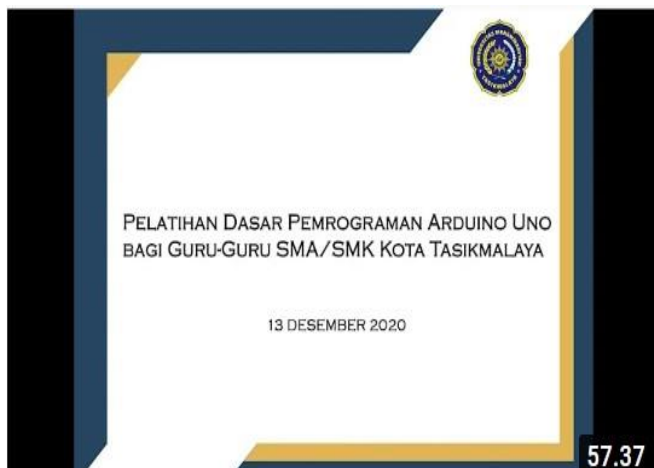 PELATIHAN DASAR PEMROGRAMAN ARDUINO UNO
BAGI GURU-GURU SMA/SMK KOTA TASIKMALAYA
13 DESEMBER 2020
57.37